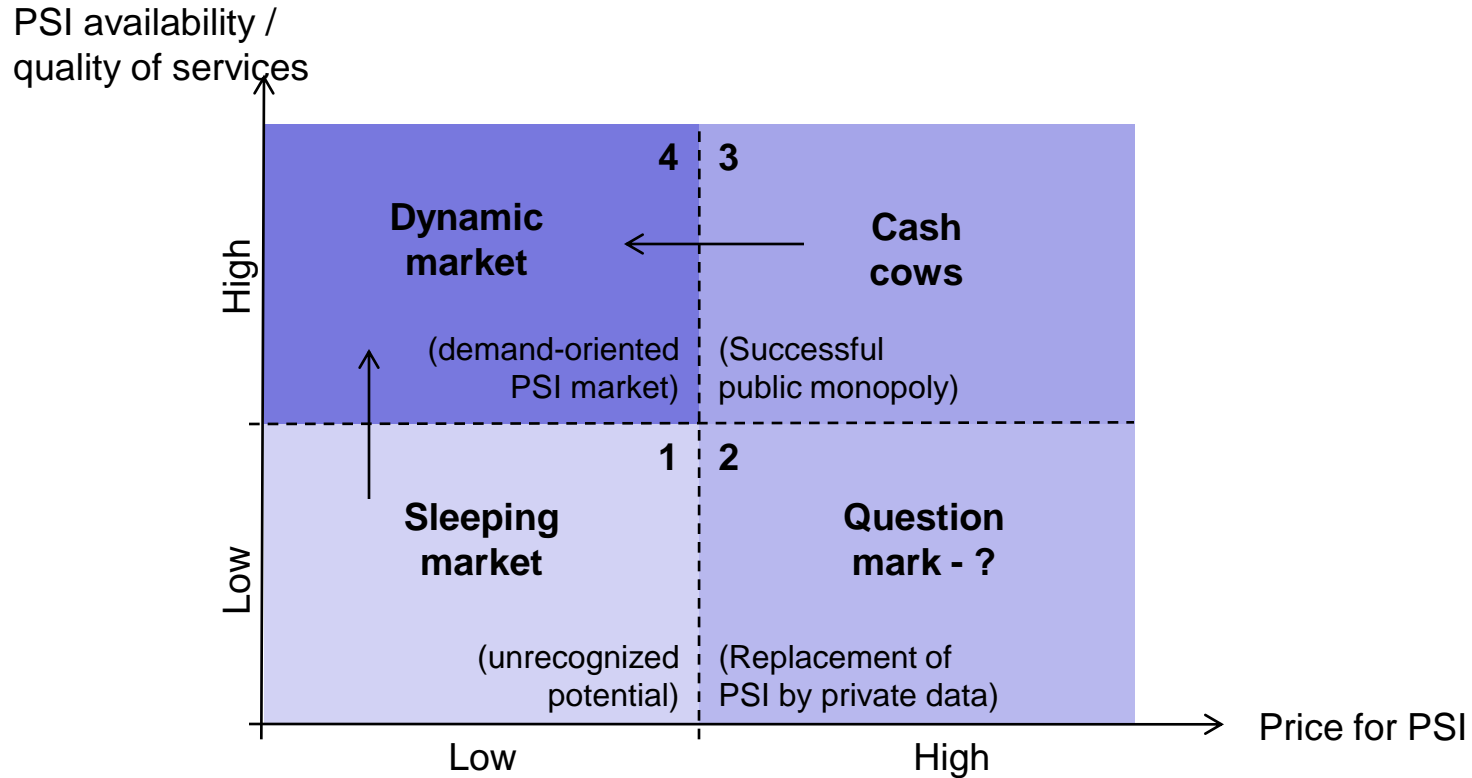 PSI availability /
quality of services
High
4
Dynamic
market
(demand-oriented
PSI market)
3
Cash
cows
(Successful
public monopoly)
Low
1
Sleeping
market
(unrecognized
potential)
2
Question
mark - ?
(Replacement of
PSI by private data)
Low
High
Price for PSI